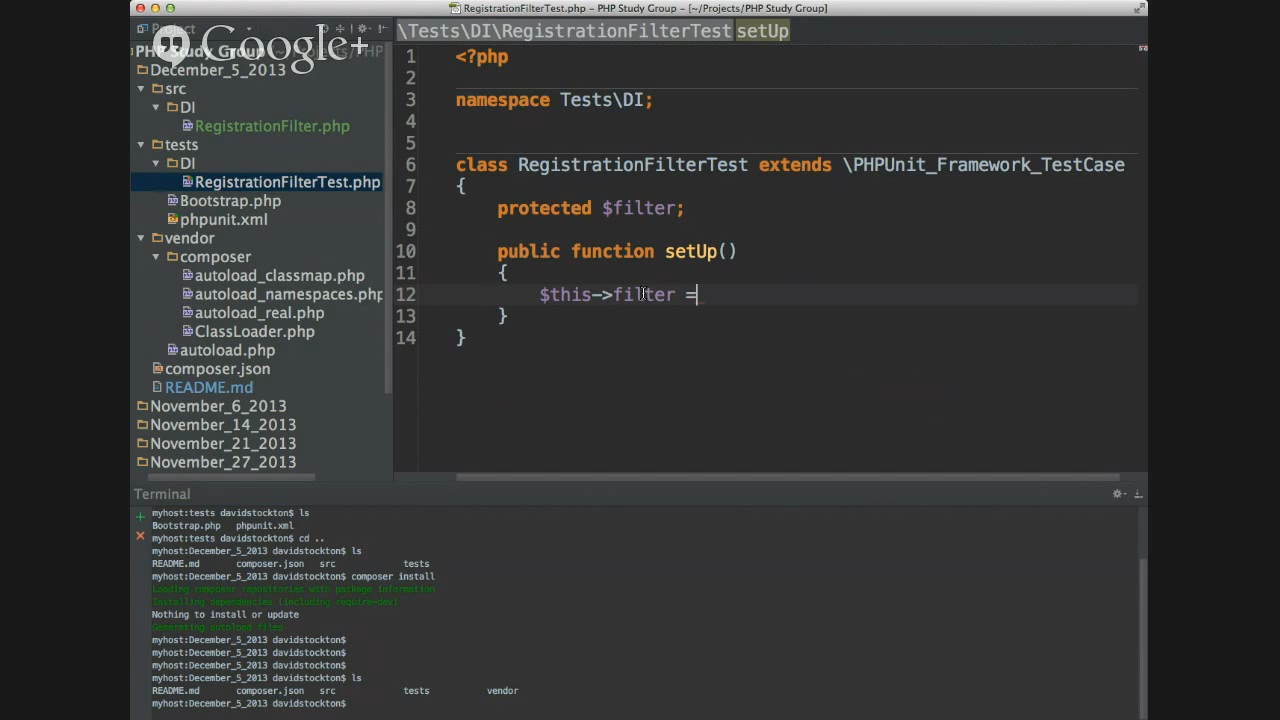 RegistrationFilterTest.php – PHP Study Group – [~/Projects/PHP Study Group]
Project
Google+
PHP Study Group
December_5_2013
src
DI
RegistrationFilter.php
tests
DI
RegistrationFilterTest.php
Bootstrap.php
phpunit.xml
vendor
composer
autoload_classmap.php
autoload_namespaces.php
autoload_real.php
ClassLoader.php
autoload.php
composer.json
README.md
November_6_2013
November_14_2013
November_21_2013
November_27_2013
\Tests\DI\RegistrationFilterTest setUp
1 <?php
2
3 namespace Tests\DI;
4
5
6 class RegistrationFilterTest extends \PHPUnit_Framework_TestCase
7 {
8 protected $filter;
9
10 public function setUp()
11 {
12 $this->filter =
13 }
14 }
Terminal
myhost:tests davidstockton$ ls
Bootstrap.php phpunit.xml
myhost:tests davidstockton$ cd ..
myhost:December_5_2013 davidstockton$ ls
README.md composer.json src tests
myhost:December_5_2013 davidstockton$ composer install
Loading composer repositories with package information
Installing dependencies (including require-dev)
Nothing to install or update
Generating autoload files
myhost:December_5_2013 davidstockton$
myhost:December_5_2013 davidstockton$
myhost:December_5_2013 davidstockton$
myhost:December_5_2013 davidstockton$ ls
README.md composer.json src tests vendor
myhost:December_5_2013 davidstockton$